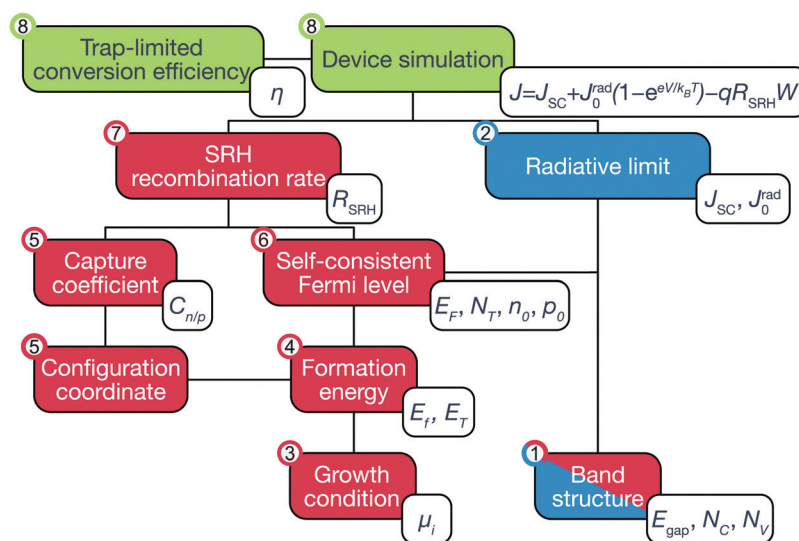 8
Trap-limited
conversion efficiency
η
8
Device simulation
J=J_SC+J_0^rad(1−e^{eV/k_BT})−qR_SRHW
7
SRH
recombination rate
R_SRH
2
Radiative limit
J_SC, J_0^rad
5
Capture
coefficient
C_n/p
6
Self-consistent
Fermi level
E_F, N_T, n_0, p_0
5
Configuration
coordinate
4
Formation
energy
E_f, E_T
3
Growth
condition
μ_i
1
Band
structure
E_gap, N_C, N_V